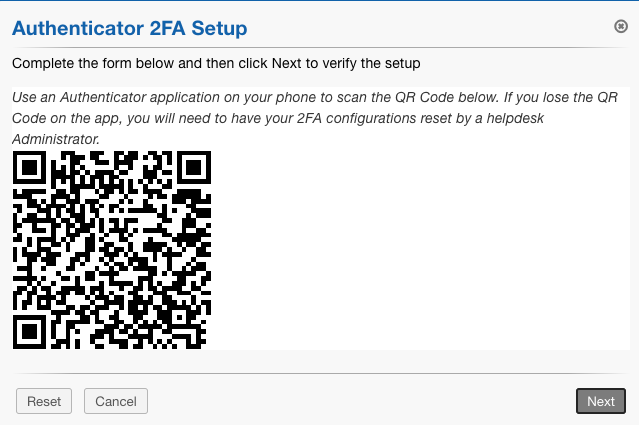 Authenticator 2FA Setup
Complete the form below and then click Next to verify the setup
Use an Authenticator application on your phone to scan the QR Code below. If you lose the QR
Code on the app, you will need to have your 2FA configurations reset by a helpdesk
Administrator.
Reset
Cancel
Next